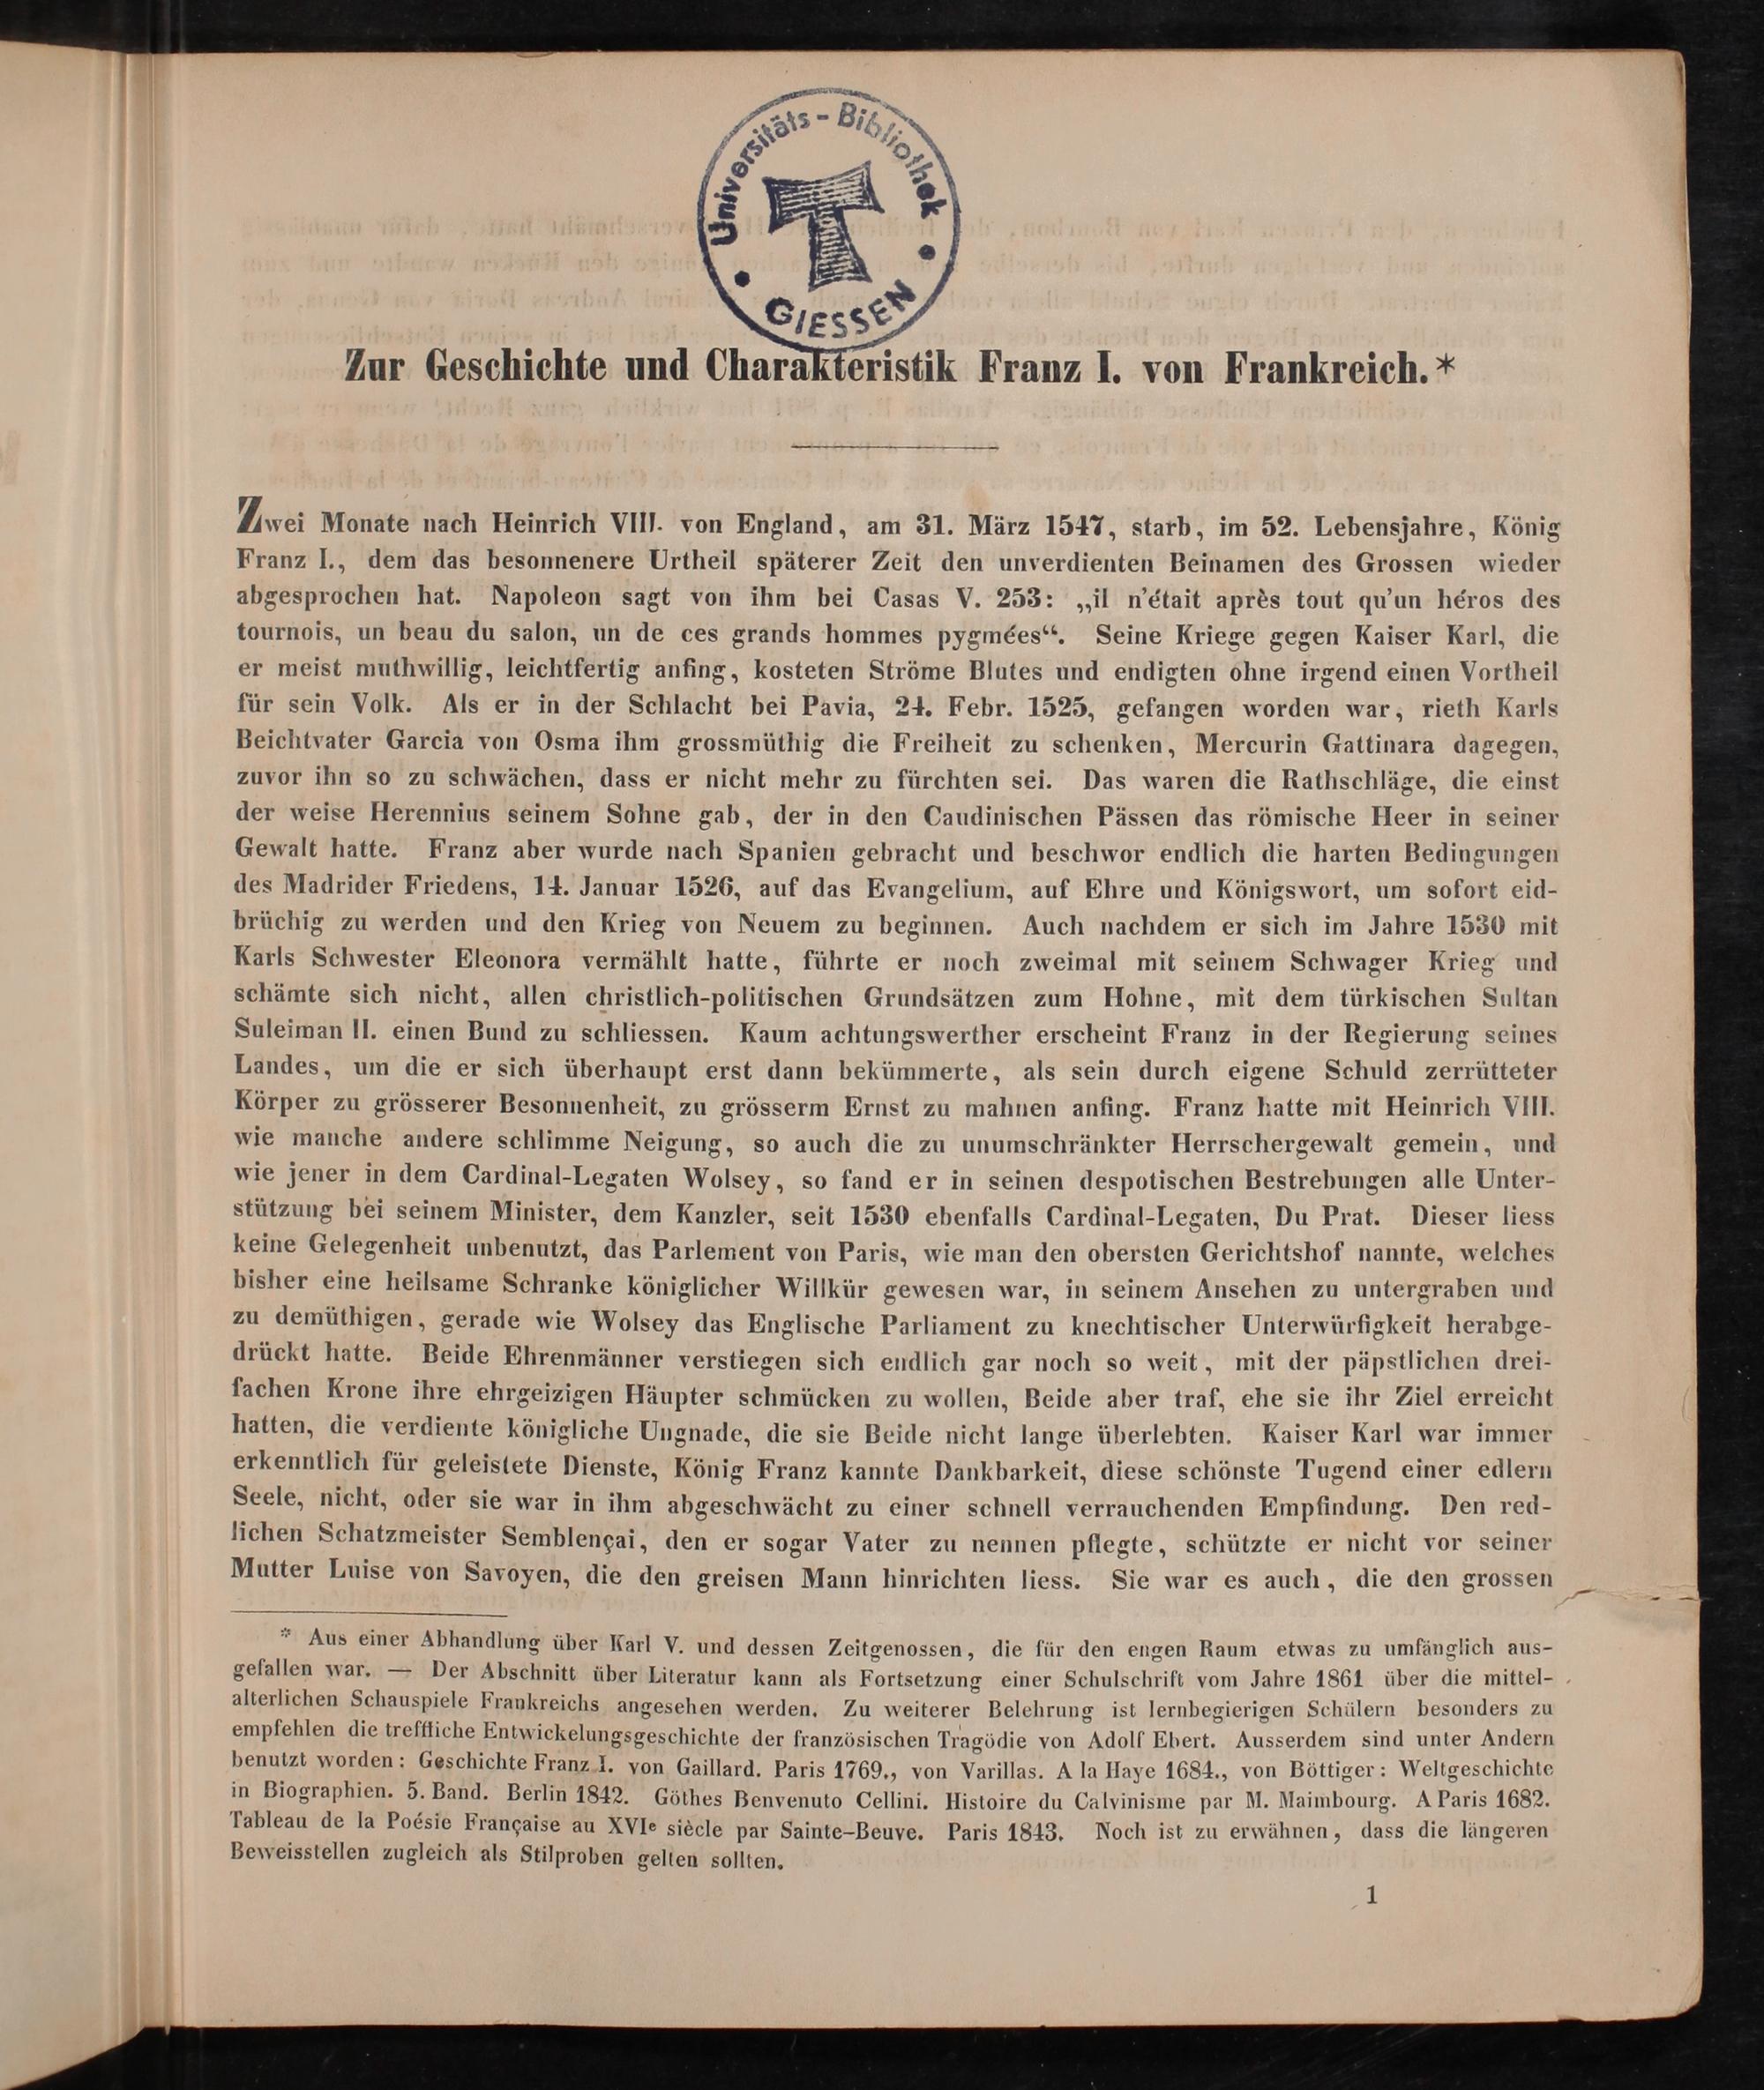 Universitäts-Bibliothek
GIESSEN
Zur Geschichte und Charakteristik Franz I. von Frankreich.*
Zwei Monate nach Heinrich VIII. von England, am 31. März 1547, starb, im 52. Lebensjahre, König
Franz I., dem das besonnenere Urtheil späterer Zeit den unverdienten Beinamen des Grossen wieder
abgesprochen hat. Napoleon sagt von ihm bei Casas V. 253: „il n'était après tout qu'un héros des
tournois, un beau du salon, un de ces grands hommes pygmées“. Seine Kriege gegen Kaiser Karl, die
er meist muthwillig, leichtfertig anfing, kosteten Ströme Blutes und endigten ohne irgend einen Vortheil
für sein Volk. Als er in der Schlacht bei Pavia, 24. Febr. 1525, gefangen worden war, rieth Karls
Beichtvater Garcia von Osma ihm grossmüthig die Freiheit zu schenken, Mercurin Gattinara dagegen,
zuvor ihn so zu schwächen, dass er nicht mehr zu fürchten sei. Das waren die Rathschläge, die einst
der weise Herennius seinem Sohne gab, der in den Caudinischen Pässen das römische Heer in seiner
Gewalt hatte. Franz aber wurde nach Spanien gebracht und beschwor endlich die harten Bedingungen
des Madrider Friedens, 14. Januar 1526, auf das Evangelium, auf Ehre und Königswort, um sofort eid-
brüchig zu werden und den Krieg von Neuem zu beginnen. Auch nachdem er sich im Jahre 1530 mit
Karls Schwester Eleonora vermählt hatte, führte er noch zweimal mit seinem Schwager Krieg und
schämte sich nicht, allen christlich-politischen Grundsätzen zum Hohne, mit dem türkischen Sultan
Suleiman II. einen Bund zu schliessen. Kaum achtungswerther erscheint Franz in der Regierung seines
Landes, um die er sich überhaupt erst dann bekümmerte, als sein durch eigene Schuld zerrütteter
Körper zu grösserer Besonnenheit, zu grösserm Ernst zu mahnen anfing. Franz hatte mit Heinrich VIII.
wie manche andere schlimme Neigung, so auch die zu unumschränkter Herrschergewalt gemein, und
wie jener in dem Cardinal-Legaten Wolsey, so fand er in seinen despotischen Bestrebungen alle Unter-
stützung bei seinem Minister, dem Kanzler, seit 1530 ebenfalls Cardinal-Legaten, Du Prat. Dieser liess
keine Gelegenheit unbenutzt, das Parlement von Paris, wie man den obersten Gerichtshof nannte, welches
bisher eine heilsame Schranke königlicher Willkür gewesen war, in seinem Ansehen zu untergraben und
zu demüthigen, gerade wie Wolsey das Englische Parliament zu knechtischer Unterwürfigkeit herabge-
drückt hatte. Beide Ehrenmänner verstiegen sich endlich gar noch so weit, mit der päpstlichen drei-
fachen Krone ihre ehrgeizigen Häupter schmücken zu wollen, Beide aber traf, ehe sie ihr Ziel erreicht
hatten, die verdiente königliche Ungnade, die sie Beide nicht lange überlebten. Kaiser Karl war immer
erkenntlich für geleistete Dienste, König Franz kannte Dankbarkeit, diese schönste Tugend einer edlern
Seele, nicht, oder sie war in ihm abgeschwächt zu einer schnell verrauchenden Empfindung. Den red-
lichen Schatzmeister Semblençai, den er sogar Vater zu nennen pflegte, schützte er nicht vor seiner
Mutter Luise von Savoyen, die den greisen Mann hinrichten liess. Sie war es auch, die den grossen
* Aus einer Abhandlung über Karl V. und dessen Zeitgenossen, die für den engen Raum etwas zu umfänglich aus-
gefallen war. — Der Abschnitt über Literatur kann als Fortsetzung einer Schulschrift vom Jahre 1861 über die mittel-
alterlichen Schauspiele Frankreichs angesehen werden. Zu weiterer Belehrung ist lernbegierigen Schülern besonders zu
empfehlen die treffliche Entwickelungsgeschichte der französischen Tragödie von Adolf Ebert. Ausserdem sind unter Andern
benutzt worden: Geschichte Franz I. von Gaillard. Paris 1769., von Varillas. A la Haye 1684., von Böttiger: Weltgeschichte
in Biographien. 5. Band. Berlin 1842. Göthes Benvenuto Cellini. Histoire du Calvinisme par M. Maimbourg. A Paris 1682.
Tableau de la Poésie Française au XVIe siècle par Sainte-Beuve. Paris 1843. Noch ist zu erwähnen, dass die längeren
Beweisstellen zugleich als Stilproben gelten sollten.
1